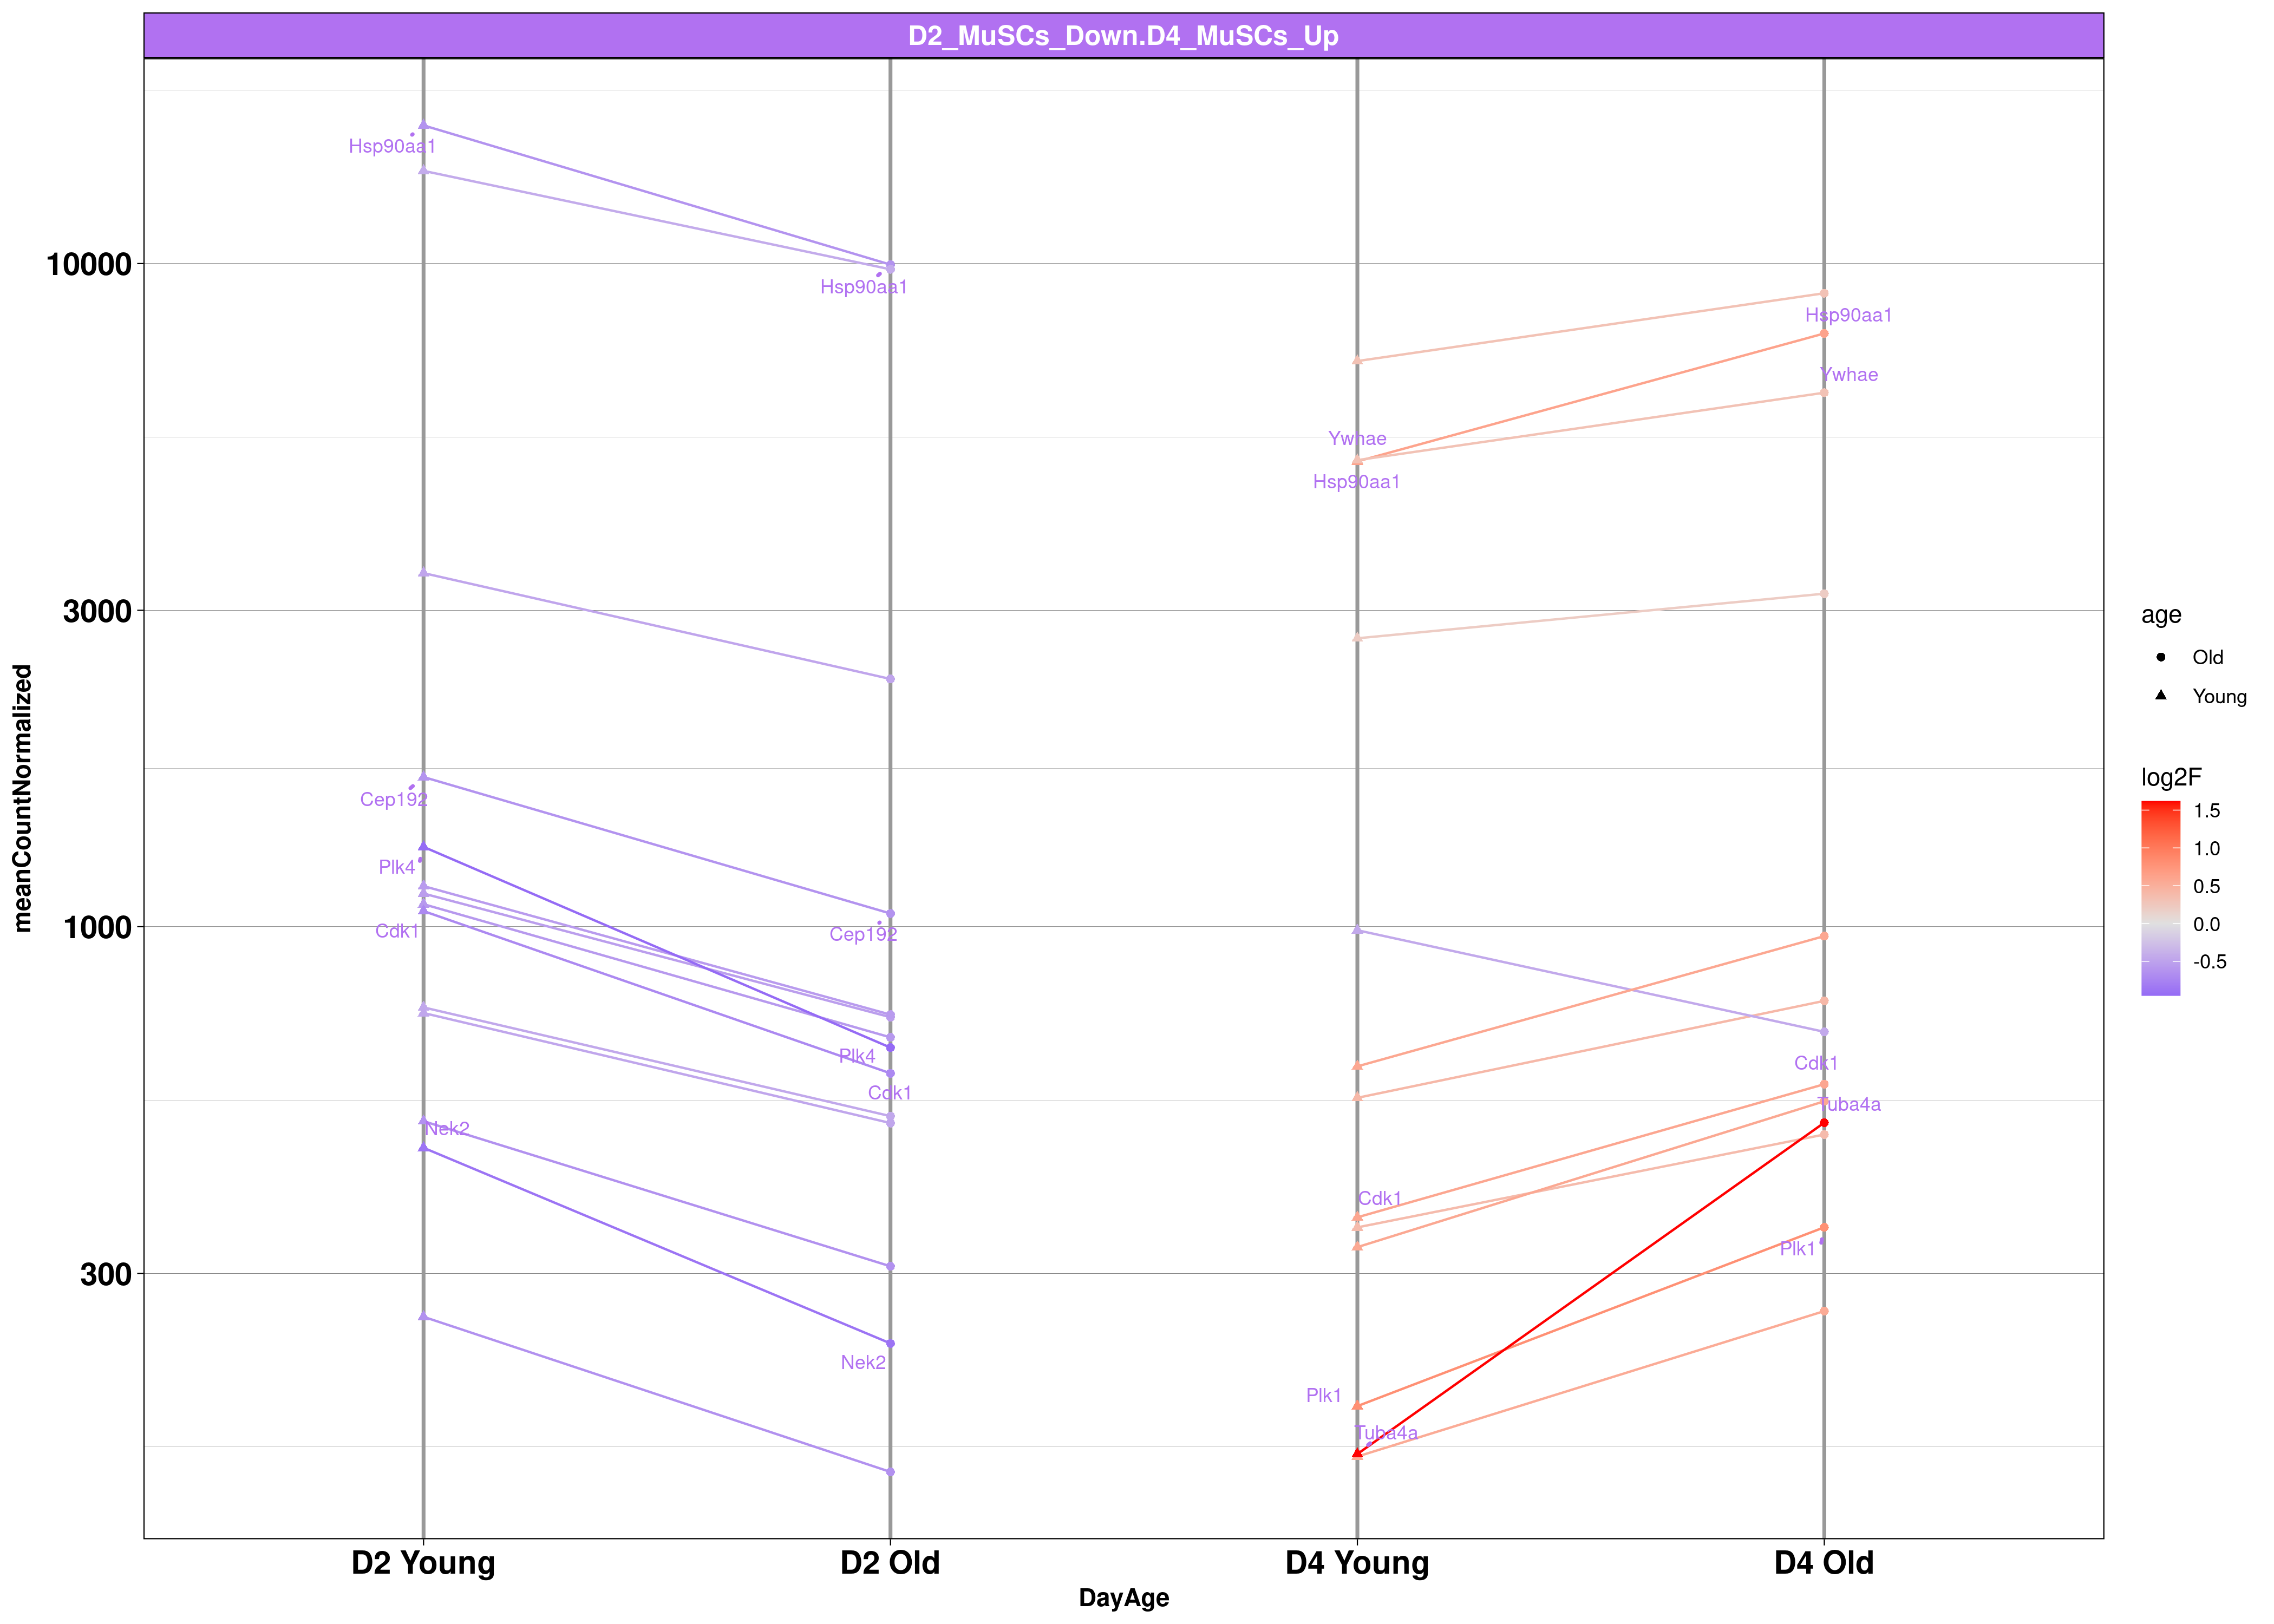 D2_MuSCs_Down.D4_MuSCs_Up
meanCountNormalized
10000
3000
1000
300
Hsp90aa1
Hsp90aa1
Hsp90aa1
Ywhae
Ywhae
Hsp90aa1
Cep192
Plk4
Cep192
Cdk1
Plk4
Cdk1
Cdk1
Tuba4a
Nek2
Cdk1
Plk1
Nek2
Plk1
Tuba4a
D2 Young
D2 Old
D4 Young
D4 Old
DayAge
age
Old
Young
log2F
1.5
1.0
0.5
0.0
-0.5